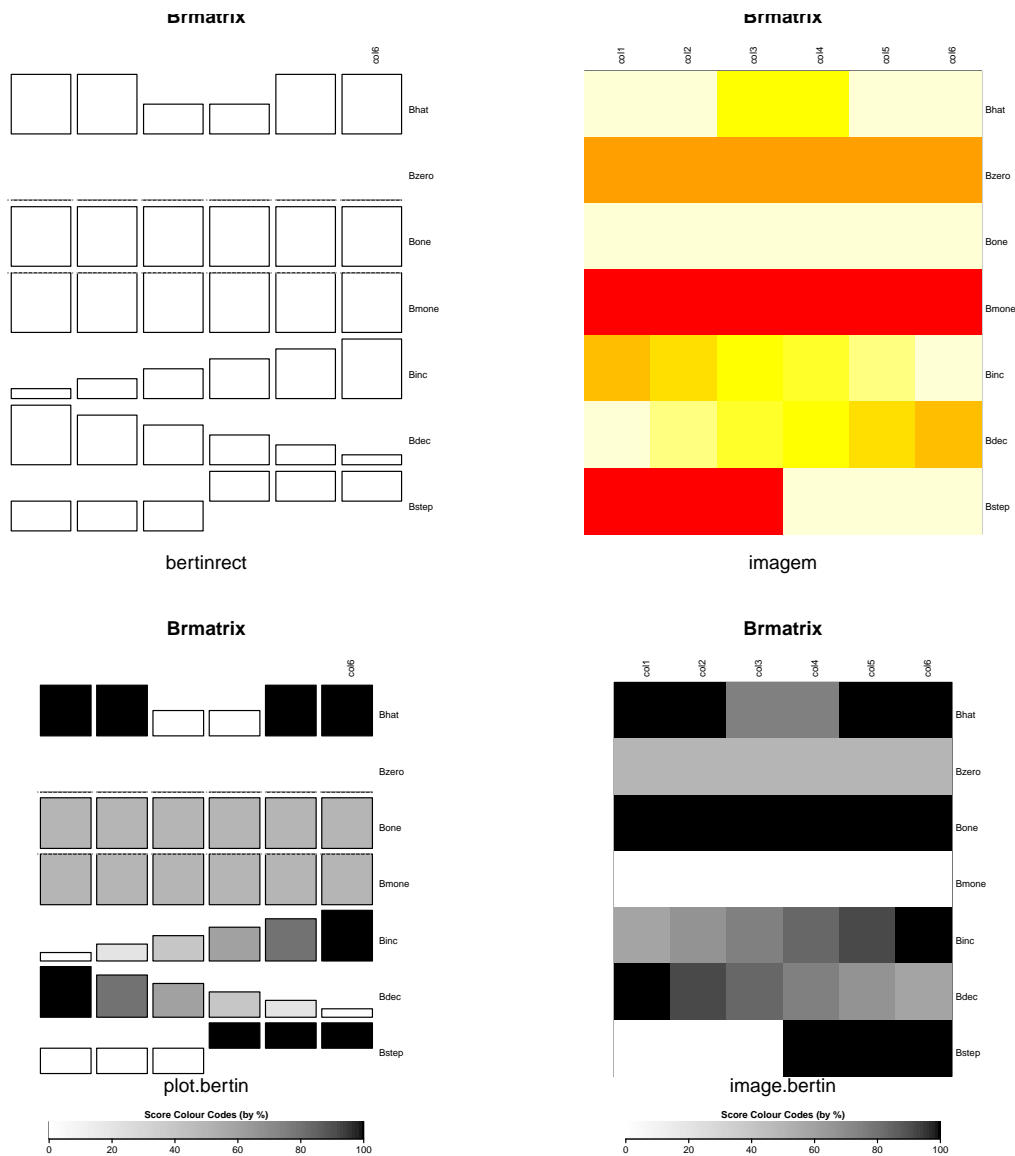 Brmatrix
col6
Bhat
Bzero
Bone
Bmone
Binc
Bdec
Bstep
bertinrect
Brmatrix
col1 col2 col3 col4 col5 col6
Bhat
Bzero
Bone
Bmone
Binc
Bdec
Bstep
imagem
Brmatrix
col6
Bhat
Bzero
Bone
Bmone
Binc
Bdec
Bstep
plot.bertin
Score Colour Codes (by %)
0 20 40 60 80 100
Brmatrix
col1 col2 col3 col4 col5 col6
Bhat
Bzero
Bone
Bmone
Binc
Bdec
Bstep
image.bertin
Score Colour Codes (by %)
0 20 40 60 80 100